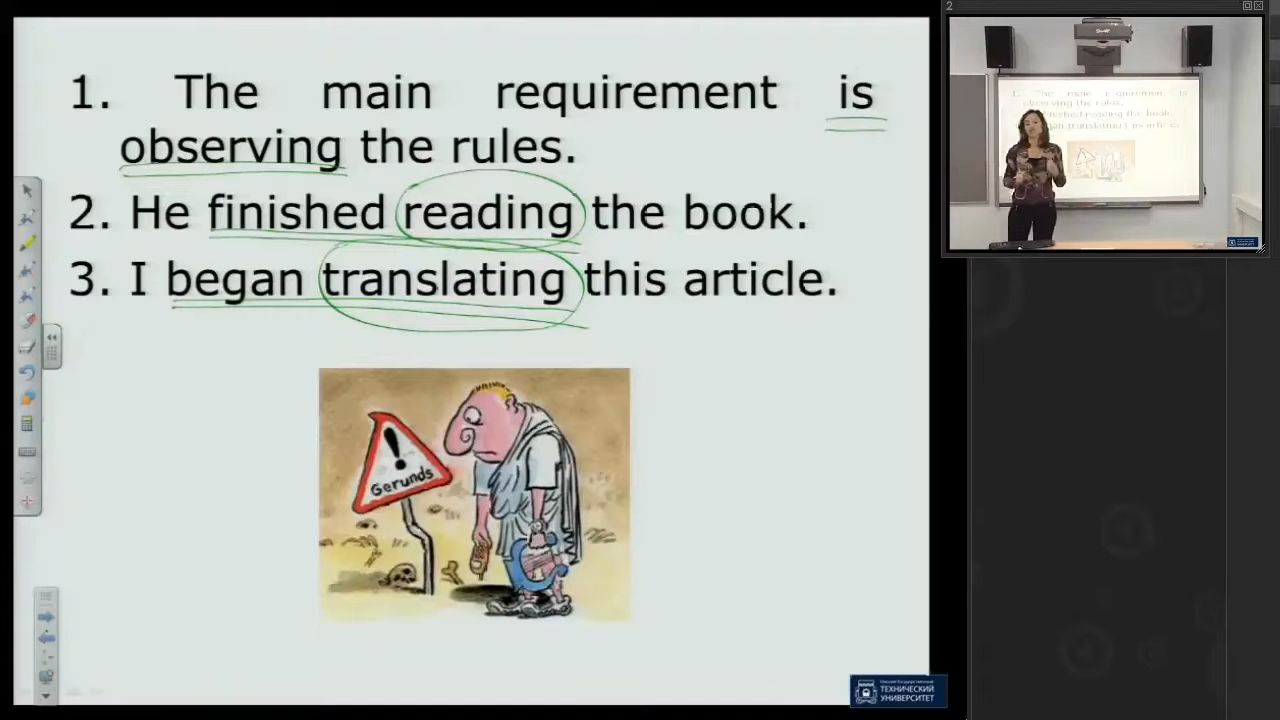 1. The main requirement is
observing the rules.
2. He finished reading the book.
3. I began translating this article.
!
Gerunds
2
ТЕХНИЧЕСКИЙ
УНИВЕРСИТЕТ